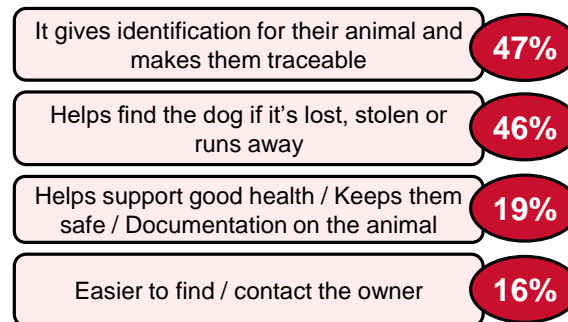 It gives identification for their animal and
makes them traceable
47%
Helps find the dog if it's lost, stolen or
runs away
46%
Helps support good health / Keeps them
safe / Documentation on the animal
19%
Easier to find / contact the owner
16%